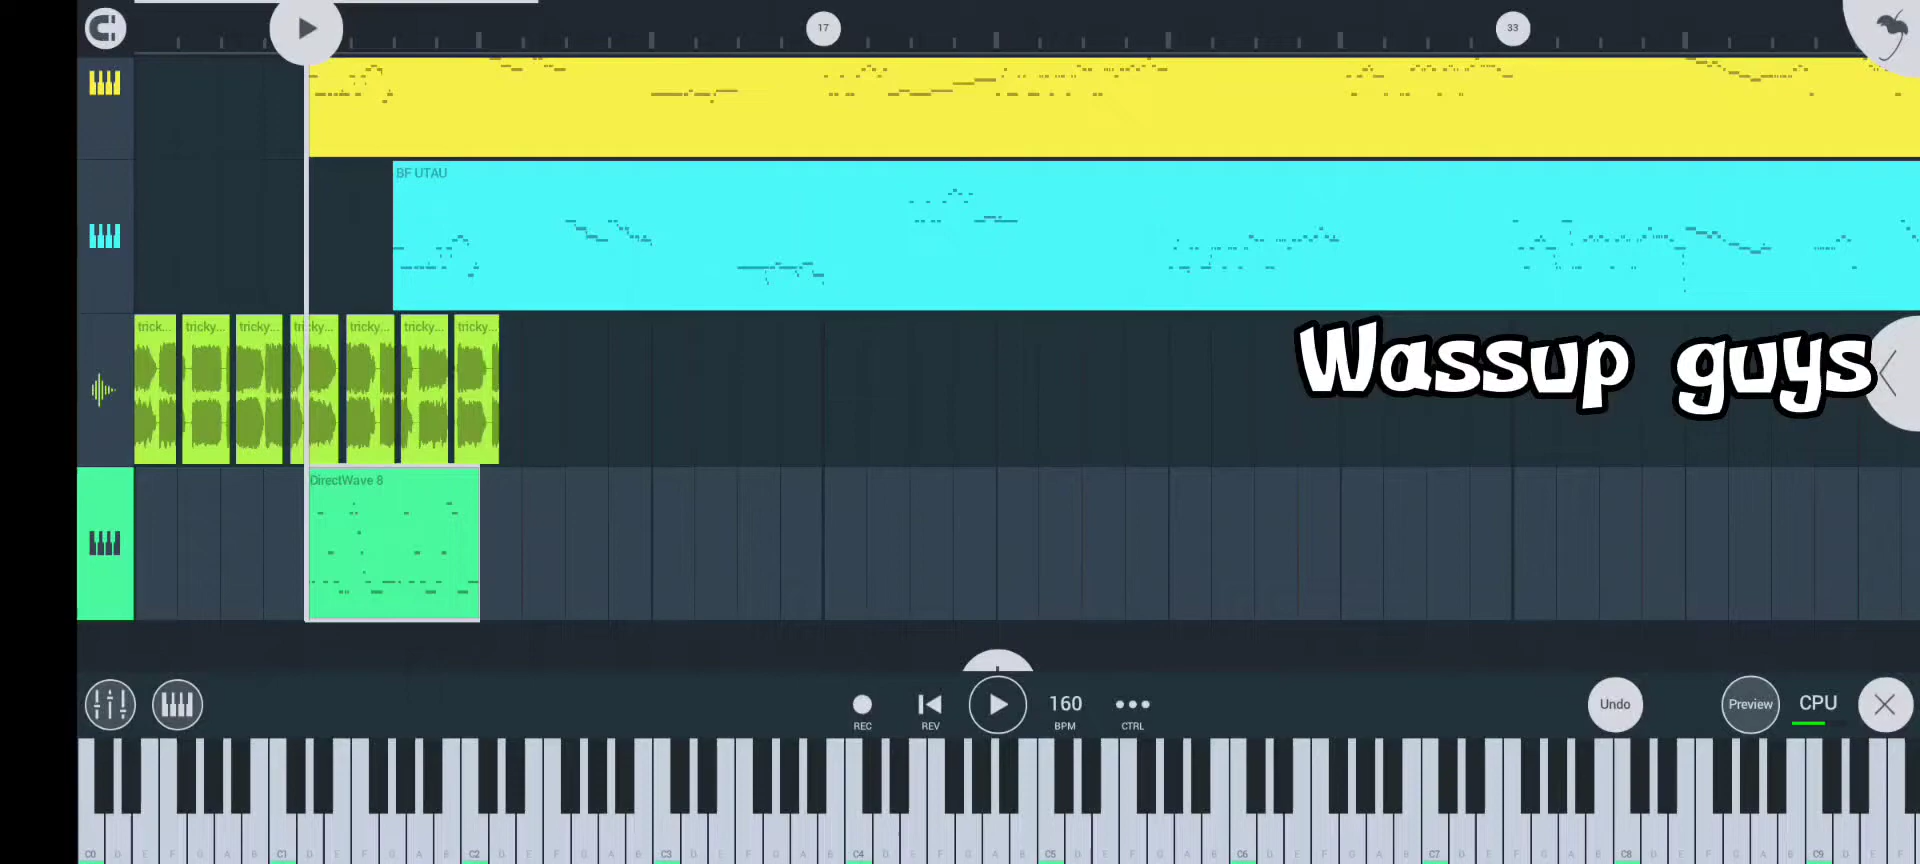 17 33
BF UTAU
trick... tricky... tricky... tricky... tricky... tricky... tricky...
Wassup guys
DirectWave 8
160 Undo Preview CPU
REC REV BPM CTRL
C0 D E F G A B C1 D E F G A B C2 D E F G A B C3 D E F G A B C4 D E F G A B C5 D E F G A B C6 D E F G A B C7 D E F G A B C8 D E F G A B C9 D E F